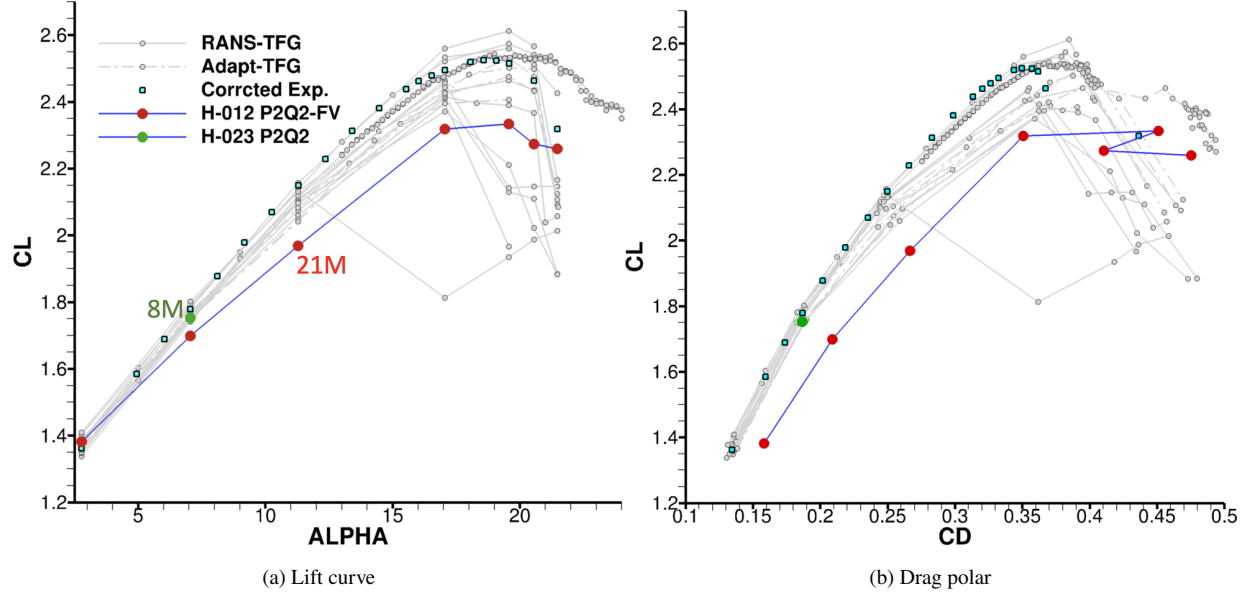 RANS-TFG
Adapt-TFG
Corrcted Exp.
H-012 P2Q2-FV
H-023 P2Q2
CL
2.6
2.4
2.2
2
1.8
1.6
1.4
1.2
8M
21M
5
10
15
20
ALPHA
(a) Lift curve
CL
2.6
2.4
2.2
2
1.8
1.6
1.4
1.2
0.1
0.15
0.2
0.25
0.3
0.35
0.4
0.45
0.5
CD
(b) Drag polar